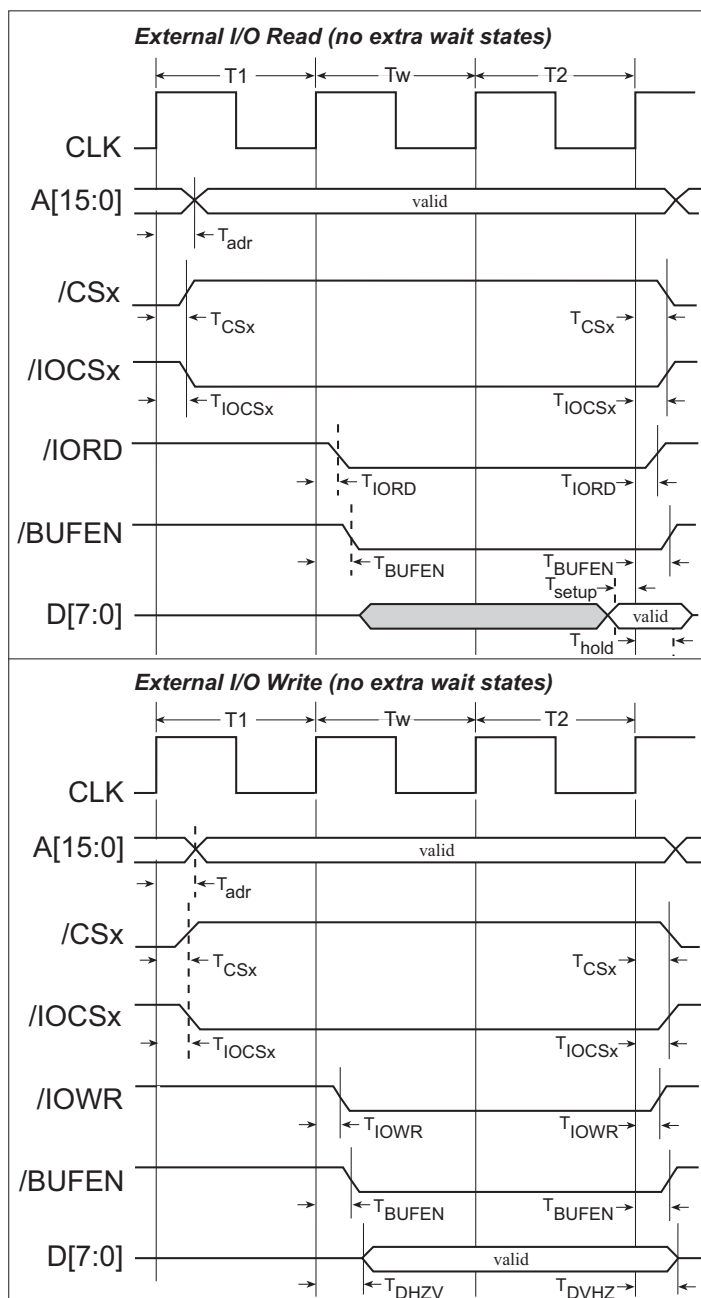 External I/O Read (no extra wait states)
T1 Tw T2
CLK
A[15:0] valid
Tadr
/CSx
TCSx TCSx
/IOCSx
TIOCSx TIOCSx
/IORD
TIORD TIORD
/BUFEN
TBUFEN TBUFEN
Tsetup
D[7:0] valid
Thold
External I/O Write (no extra wait states)
T1 Tw T2
CLK
A[15:0] valid
Tadr
/CSx
TCSx TCSx
/IOCSx
TIOCSx TIOCSx
/IOWR
TIOWR TIOWR
/BUFEN
TBUFEN TBUFEN
D[7:0] valid
TDHZV TDVHZ